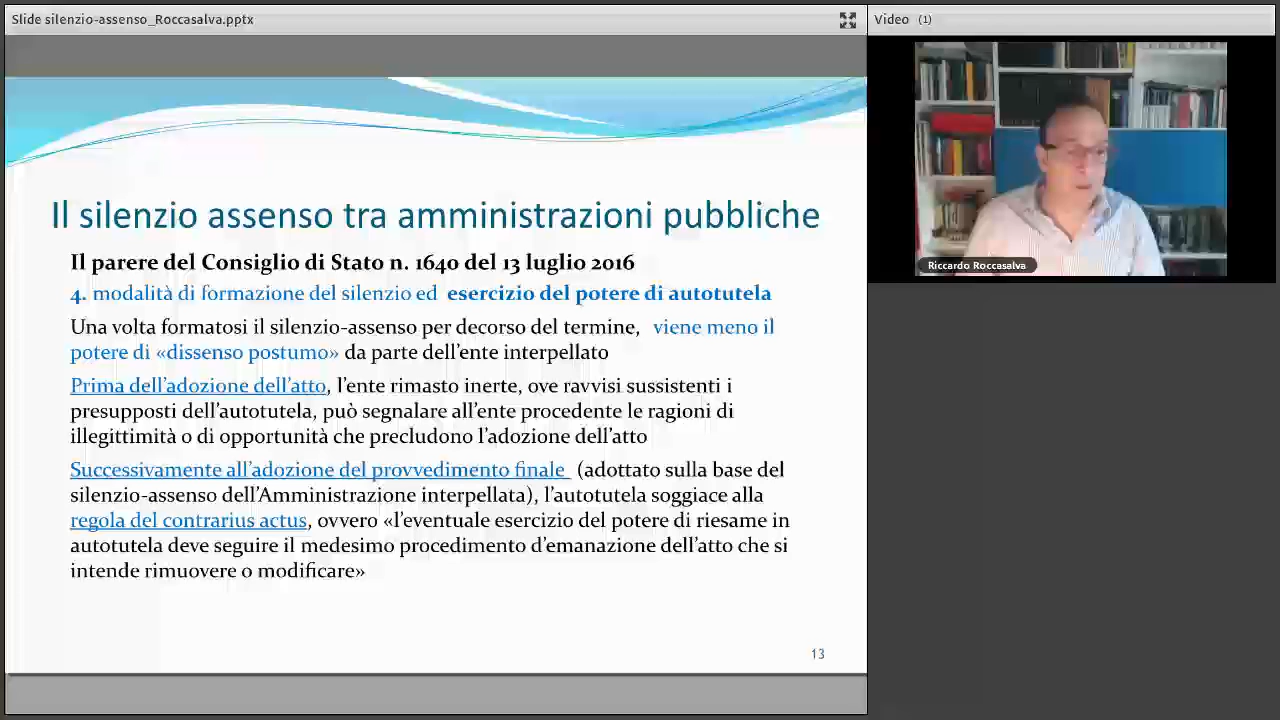 Slide silenzio-assenso_Roccasalva.pptx
Video (1)
Riccardo Roccasalva
Il silenzio assenso tra amministrazioni pubbliche
Il parere del Consiglio di Stato n. 1640 del 13 luglio 2016
4. modalità di formazione del silenzio ed esercizio del potere di autotutela
Una volta formatosi il silenzio-assenso per decorso del termine, viene meno il
potere di «dissenso postumo» da parte dell'ente interpellato
Prima dell'adozione dell'atto, l'ente rimasto inerte, ove ravvisi sussistenti i
presupposti dell'autotutela, può segnalare all'ente procedente le ragioni di
illegittimità o di opportunità che precludono l'adozione dell'atto
Successivamente all'adozione del provvedimento finale (adottato sulla base del
silenzio-assenso dell'Amministrazione interpellata), l'autotutela soggiace alla
regola del contrarius actus, ovvero «l'eventuale esercizio del potere di riesame in
autotutela deve seguire il medesimo procedimento d'emanazione dell'atto che si
intende rimuovere o modificare»
13